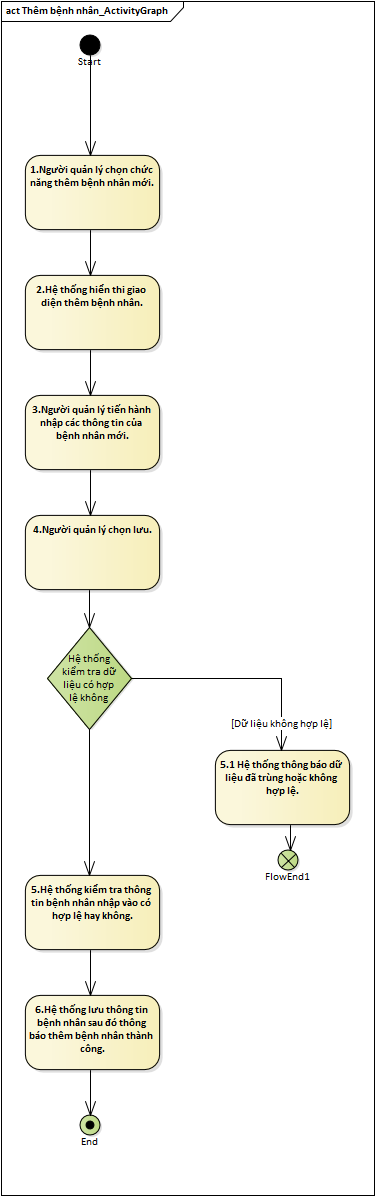 act Thêm bệnh nhân_ActivityGraph
Start
1.Người quản lý chọn chức
năng thêm bệnh nhân mới.
2.Hệ thống hiển thi giao
diện thêm bệnh nhân.
3.Người quản lý tiến hành
nhập các thông tin của
bệnh nhân mới.
4.Người quản lý chọn lưu.
Hệ thống
kiểm tra dữ
liệu có hợp
lệ không
[Dữ liệu không hợp lệ]
5.1 Hệ thống thông báo dữ
liệu đã trùng hoặc không
hợp lệ.
FlowEnd1
5.Hệ thống kiểm tra thông
tin bệnh nhân nhập vào có
hợp lệ hay không.
6.Hệ thống lưu thông tin
bệnh nhân sau đó thông
báo thêm bệnh nhân thành
công.
End